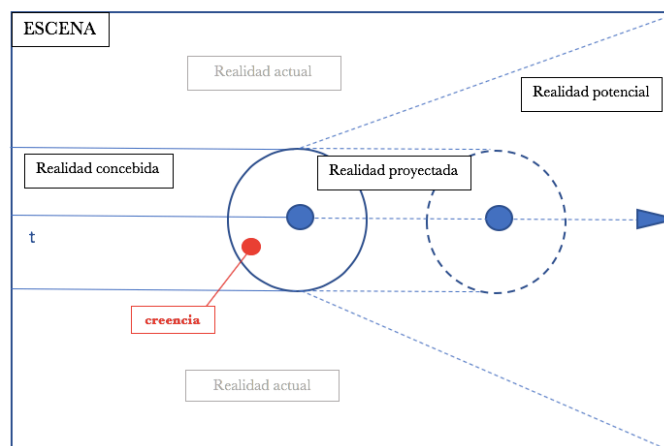 ESCENA
Realidad actual
Realidad potencial
Realidad concebida
Realidad proyectada
t
creencia
Realidad actual